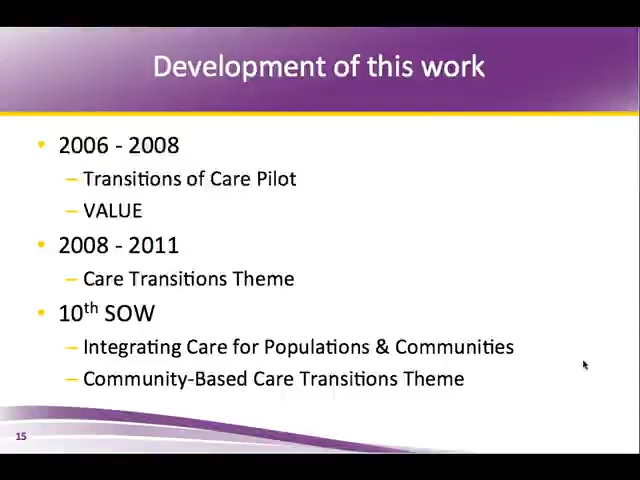 Development of this work
• 2006 - 2008
– Transitions of Care Pilot
– VALUE
• 2008 - 2011
– Care Transitions Theme
• 10th SOW
– Integrating Care for Populations & Communities
– Community-Based Care Transitions Theme
15